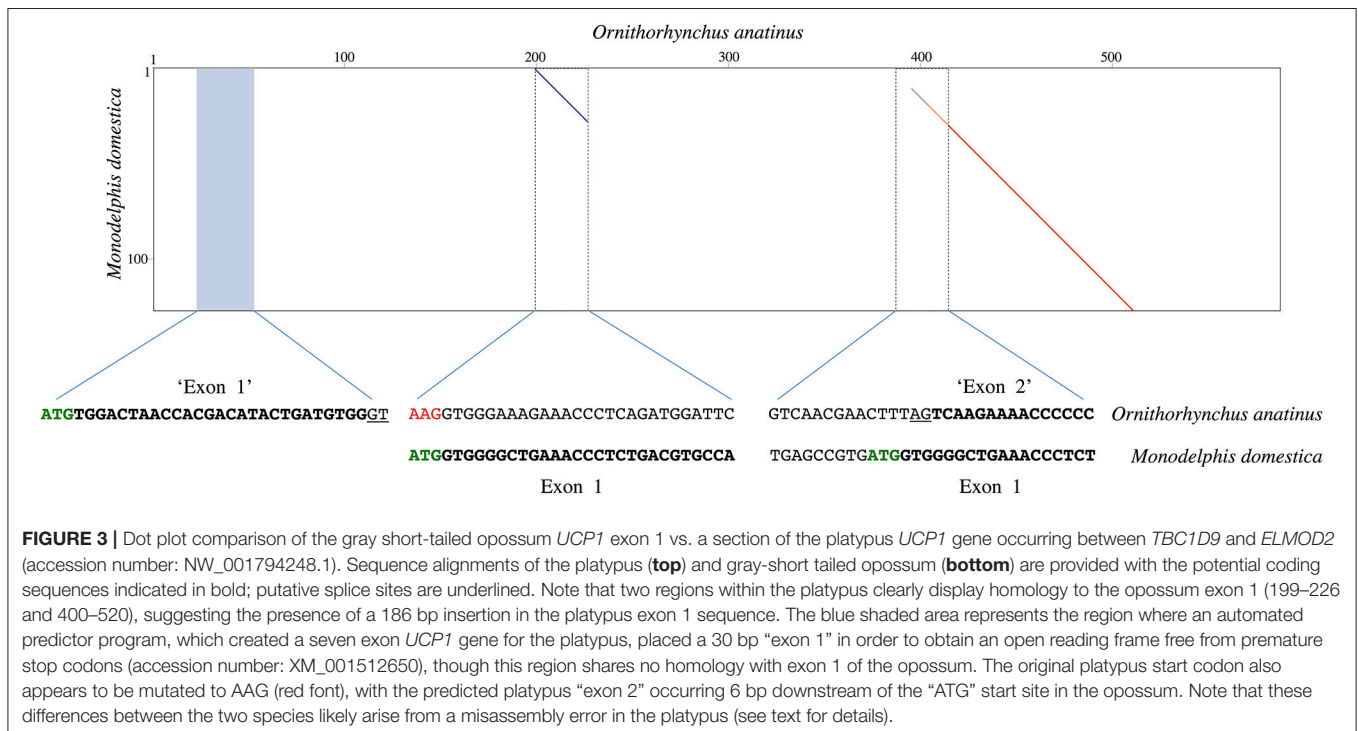 Ornithorhynchus anatinus
1 100 200 300 400 500
1
Monodelphis domestica
100
'Exon 1'
'Exon 2'
ATGTGGACTAACCACGACATACTGATGTGGGT AAGGTGGGAAAGAAACCCTCAGATGGATTC GTCAACGAACTTTAGTCAAGAAAACCCCCC Ornithorhynchus anatinus
ATGGTGGGGCTGAAACCCTCTGACGTGCCA TGAGCCGTGATGGTGGGGCTGAAACCCTCT Monodelphis domestica
Exon 1 Exon 1
FIGURE 3 | Dot plot comparison of the gray short-tailed opossum UCP1 exon 1 vs. a section of the platypus UCP1 gene occurring between TBC1D9 and ELMOD2
(accession number: NW_001794248.1). Sequence alignments of the platypus (top) and gray-short tailed opossum (bottom) are provided with the potential coding
sequences indicated in bold; putative splice sites are underlined. Note that two regions within the platypus clearly display homology to the opossum exon 1 (199–226
and 400–520), suggesting the presence of a 186 bp insertion in the platypus exon 1 sequence. The blue shaded area represents the region where an automated
predictor program, which created a seven exon UCP1 gene for the platypus, placed a 30 bp “exon 1” in order to obtain an open reading frame free from premature
stop codons (accession number: XM_001512650), though this region shares no homology with exon 1 of the opossum. The original platypus start codon also
appears to be mutated to AAG (red font), with the predicted platypus “exon 2” occurring 6 bp downstream of the “ATG” start site in the opossum. Note that these
differences between the two species likely arise from a misassembly error in the platypus (see text for details).